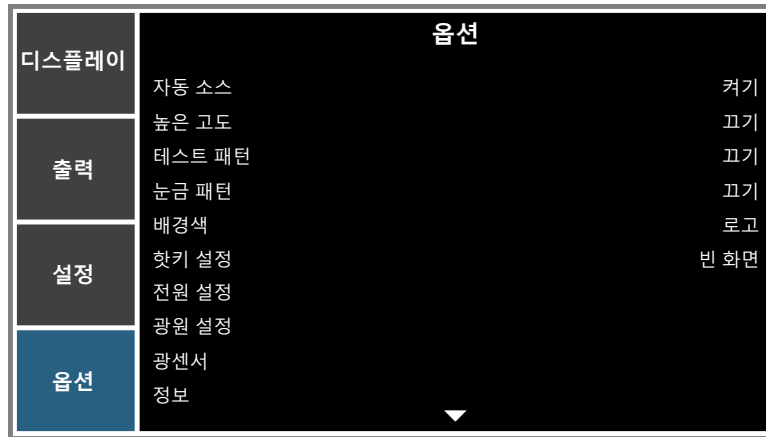 디스플레이
출력
설정
옵션
옵션
자동 소스 켜기
높은 고도 끄기
테스트 패턴 끄기
눈금 패턴 끄기
배경색 로고
핫키 설정 빈 화면
전원 설정
광원 설정
광센서
정보